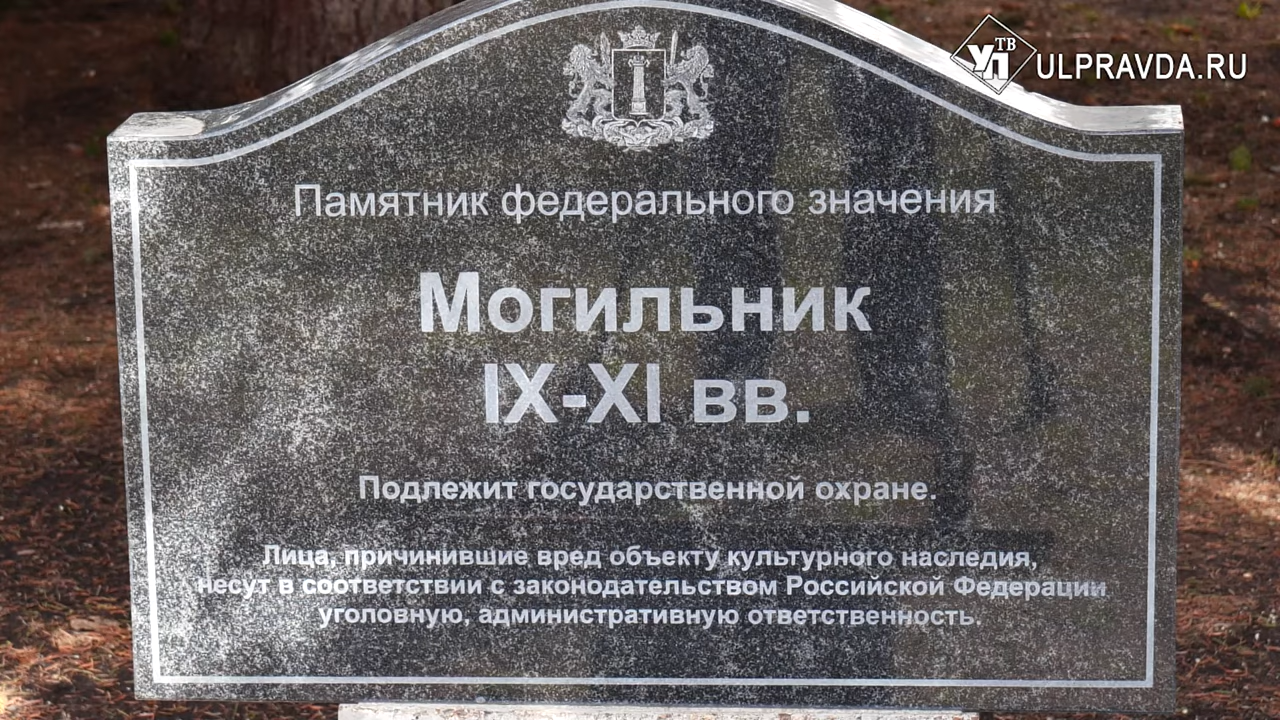 УП ТВ ULPRAVDA.RU
Памятник федерального значения
Могильник
IX-XI вв.
Подлежит государственной охране.
Лица, причинившие вред объекту культурного наследия,
несут в соответствии с законодательством Российской Федерации
уголовную, административную ответственность.